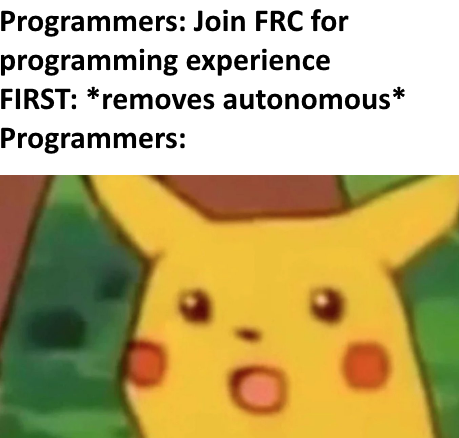 Programmers: Join FRC for
programming experience
FIRST: *removes autonomous*
Programmers: